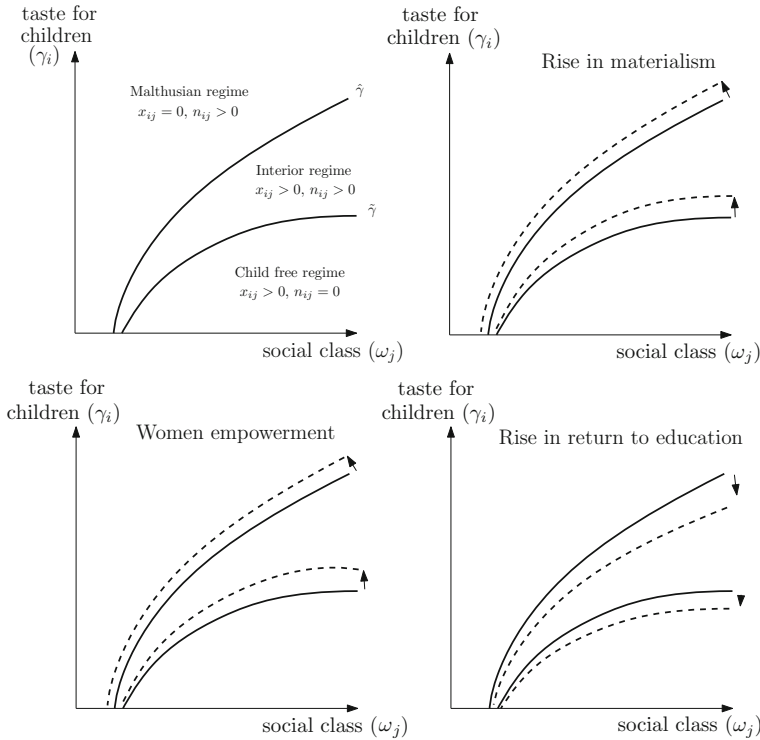 taste for
children
(γᵢ)
Malthusian regime
xᵢⱼ = 0, nᵢⱼ > 0
γ̂
Interior regime
xᵢⱼ > 0, nᵢⱼ > 0
γ̃
Child free regime
xᵢⱼ > 0, nᵢⱼ = 0
social class (ωⱼ)
taste for
children (γᵢ)
Rise in materialism
social class (ωⱼ)
taste for
children (γᵢ)
Women empowerment
social class (ωⱼ)
taste for
children (γᵢ)
Rise in return to education
social class (ωⱼ)